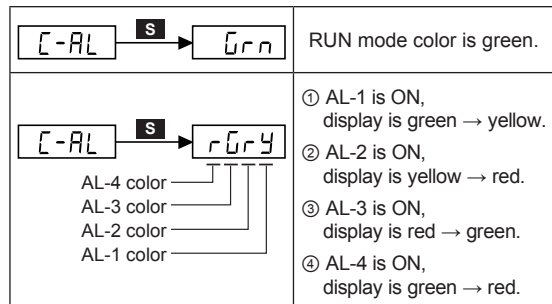 C-AL S Grn
RUN mode color is green.
C-AL S rGrY
AL-4 color
AL-3 color
AL-2 color
AL-1 color
① AL-1 is ON,
display is green → yellow.
② AL-2 is ON,
display is yellow → red.
③ AL-3 is ON,
display is red → green.
④ AL-4 is ON,
display is green → red.